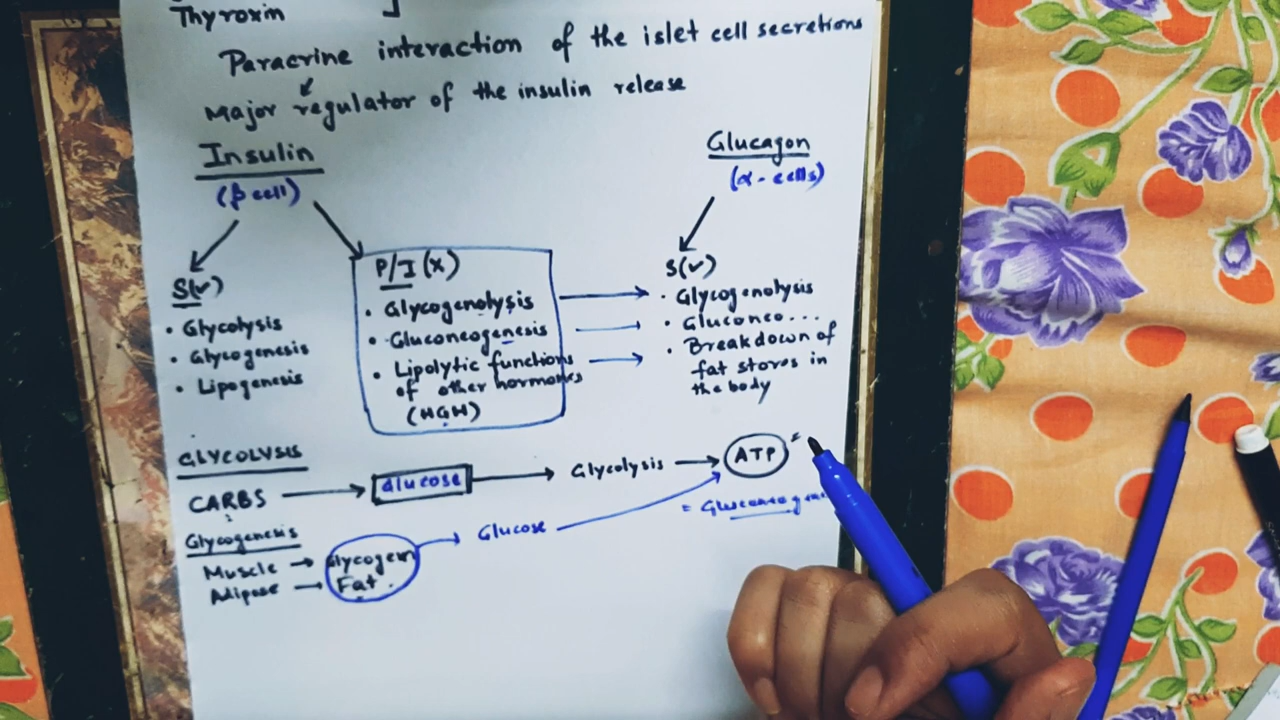 Thyroxin ]
Paracrine interaction of the islet cell secretions
Major regulator of the insulin release
Insulin
(β cell)
Glucagon
(α - cells)
S(✓)
• Glycolysis
• Glycogenesis
• Lipogenesis
P/I (X)
• Glycogenolysis
• Gluconeogenesis
• Lipolytic functions
of other hormones
(HGH)
S(✓)
• Glycogenolysis
• Gluconeo...
• Breakdown of
fat stores in
the body
GLYCOLYSIS
CARBS → Glucose → Glycolysis → ATP
Glycogenesis
Muscle → Glycogen → Glucose
Adipose → Fat
= Gluconeogen